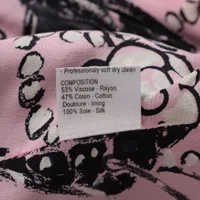 - Professionally soft dry clean
COMPOSITION
53% Viscose - Rayon
47% Coton - Cotton
Doublure - lining
100% Soie - Silk